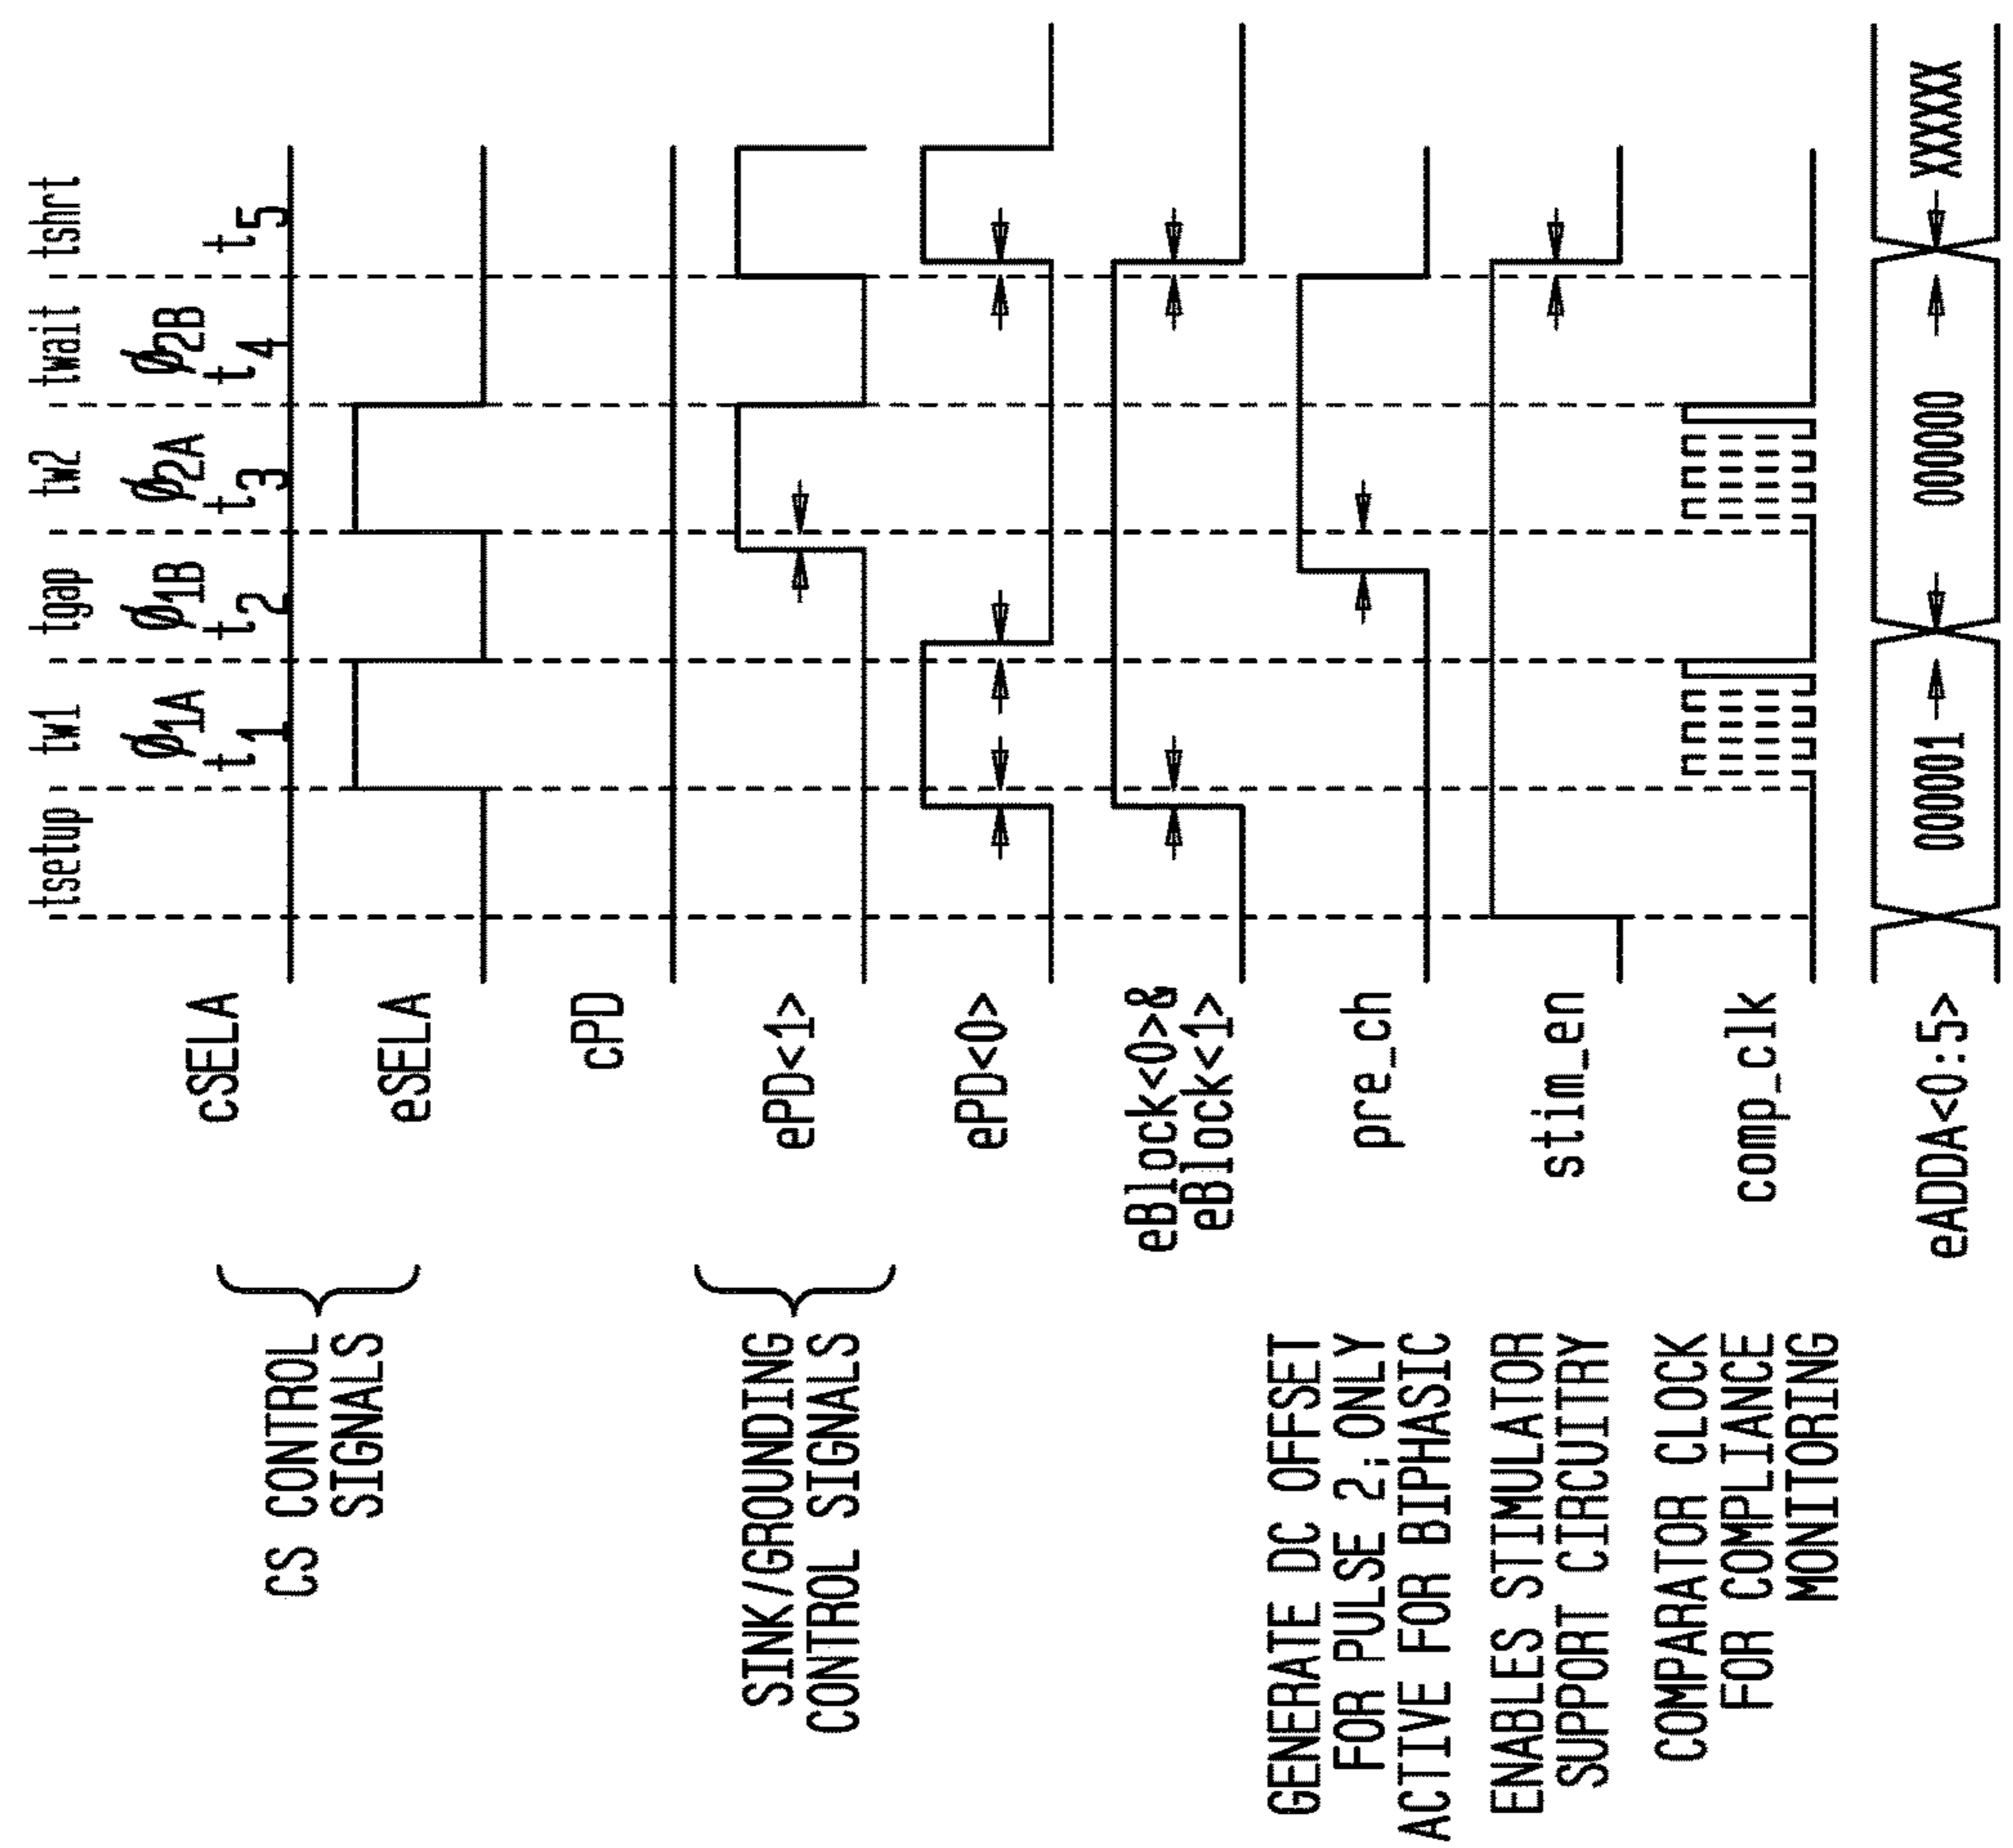 tsetup tw1 tgap tw2 twait tshrt
Ø1A Ø1B Ø2A Ø2B
t1 t2 t3 t4 t5
CS CONTROL
SIGNALS
cSELA
eSELA
cPD
SINK/GROUNDING
CONTROL SIGNALS
ePD<1>
ePD<0>
eBlock<0>&
eBlock<1>
GENERATE DC OFFSET
FOR PULSE 2;ONLY
ACTIVE FOR BIPHASIC
pre_ch
ENABLES STIMULATOR
SUPPORT CIRCUITRY
stim_en
COMPARATOR CLOCK
FOR COMPLIANCE
MONITORING
comp_clk
eADDA<0:5> 000001 000000 XXXXXX